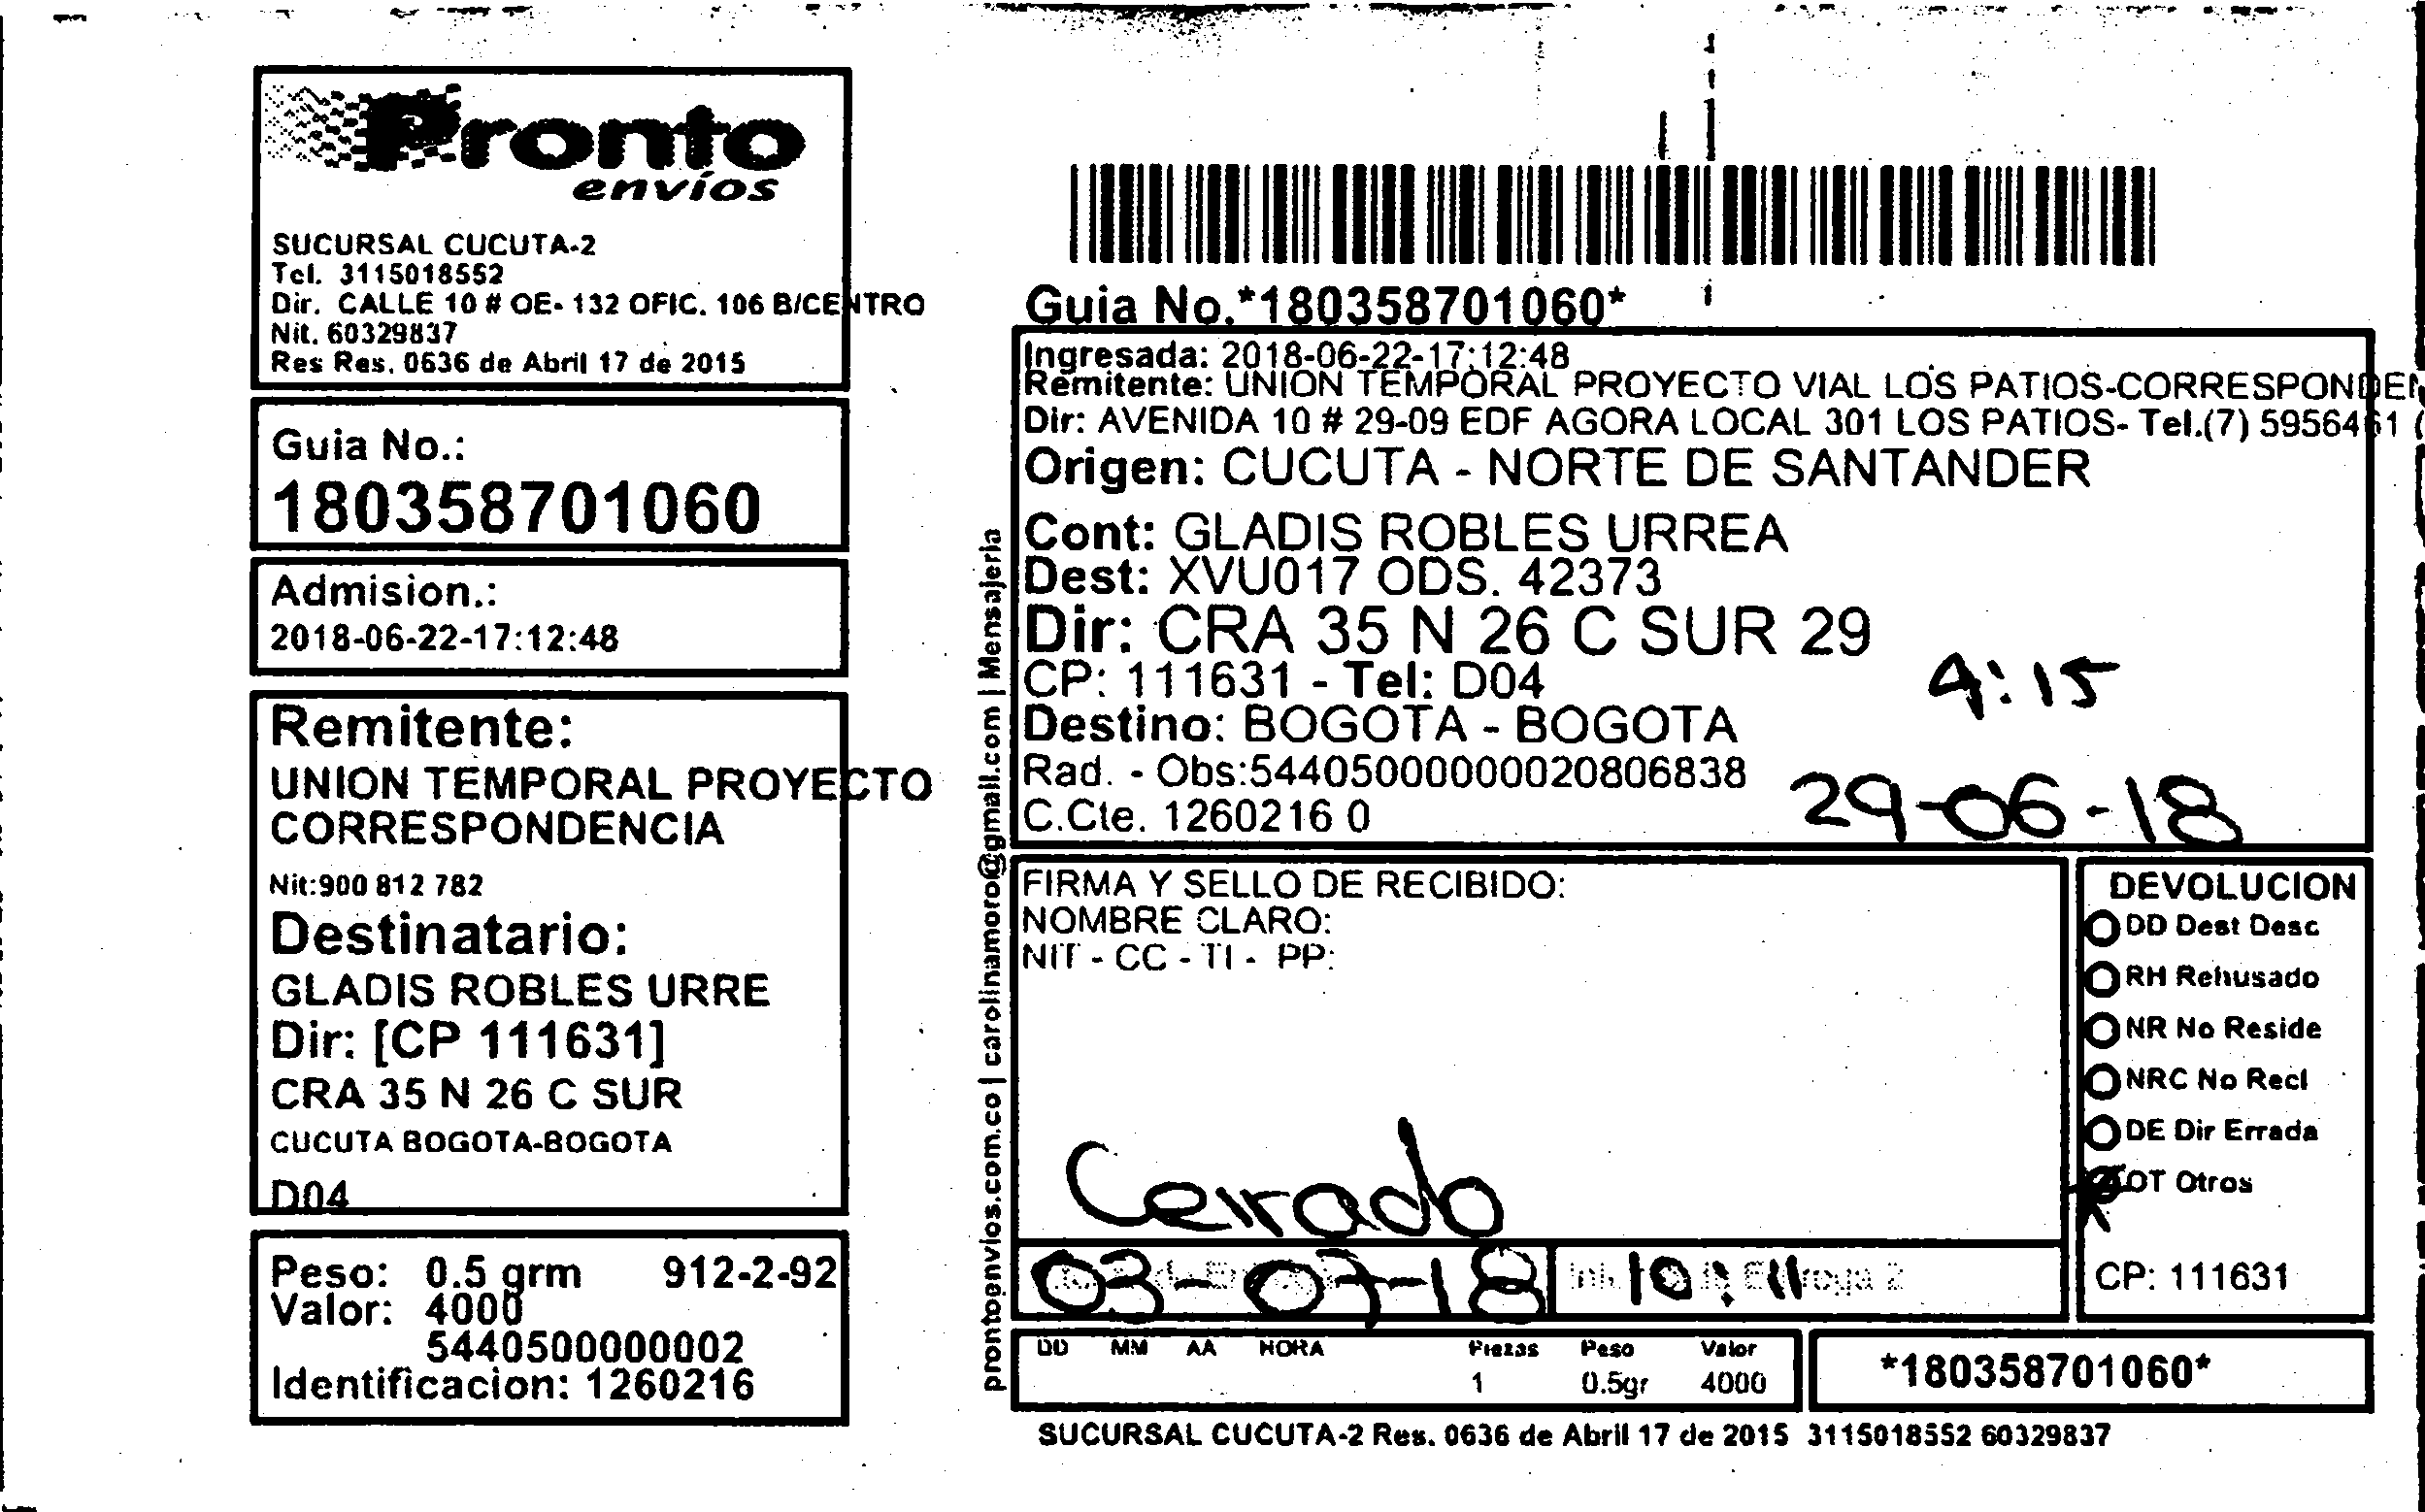 Pronto
envíos
SUCURSAL CUCUTA-2
Tel. 3115018552
Dir. CALLE 10 # OE- 132 OFIC. 106 B/CENTRO
Nit. 60329837
Res Res. 0636 de Abril 17 de 2015
Guia No.:
180358701060
Admision.:
2018-06-22-17:12:48
Remitente:
UNION TEMPORAL PROYECTO
CORRESPONDENCIA
Nit:900 812 782
Destinatario:
GLADIS ROBLES URRE
Dir: [CP 111631]
CRA 35 N 26 C SUR
CUCUTA BOGOTA-BOGOTA
D04
Peso: 0.5 grm 912-2-92
Valor: 4000
5440500000002
Identificacion: 1260216
prontoenvios.com.co | carolinamoro@gmail.com | Mensajeria
Guia No.*180358701060*
Ingresada: 2018-06-22-17:12:48
Remitente: UNION TEMPORAL PROYECTO VIAL LOS PATIOS-CORRESPONDEN
Dir: AVENIDA 10 # 29-09 EDF AGORA LOCAL 301 LOS PATIOS- Tel.(7) 5956461 (
Origen: CUCUTA - NORTE DE SANTANDER
Cont: GLADIS ROBLES URREA
Dest: XVU017 ODS. 42373
Dir: CRA 35 N 26 C SUR 29
CP: 111631 - Tel: D04
4:15
Destino: BOGOTA - BOGOTA
Rad. - Obs:54405000000020806838
29-06-18
C.Cte. 1260216 0
FIRMA Y SELLO DE RECIBIDO:
NOMBRE CLARO:
NIT - CC - TI - PP:
Cerrado
03-07-18 10:11
DEVOLUCION
DD Dest Desc
RH Rehusado
NR No Reside
NRC No Recl
DE Dir Errada
OT Otros
CP: 111631
DD MM AA HORA Piezas Peso Valor
1 0.5gr 4000
*180358701060*
SUCURSAL CUCUTA-2 Res. 0636 de Abril 17 de 2015 3115018552 60329837